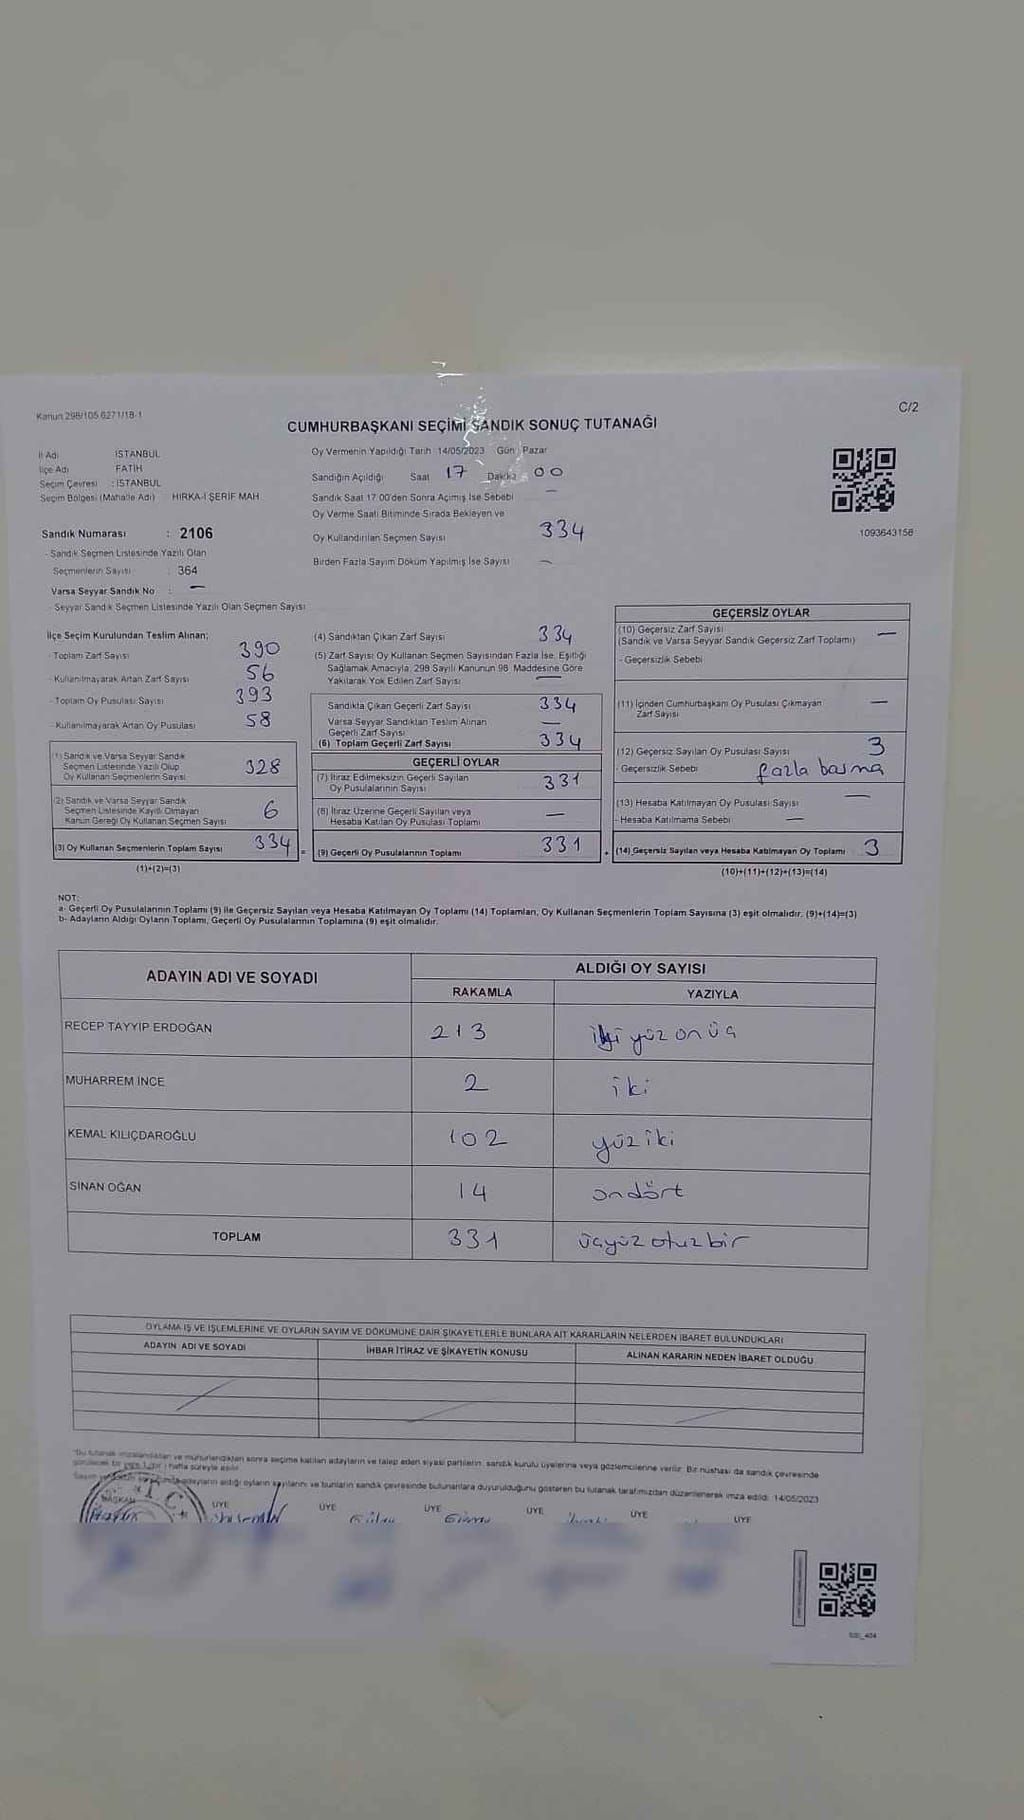 Kanun 298/105 6271/18-1
C/2
CUMHURBAŞKANI SEÇİMİ SANDIK SONUÇ TUTANAĞI
İl Adı İSTANBUL
İlçe Adı FATİH
Seçim Çevresi : İSTANBUL
Seçim Bölgesi (Mahalle Adı) HIRKA-İ ŞERİF MAH.
Oy Vermenin Yapıldığı Tarih 14/05/2023 Gün Pazar
Sandığın Açıldığı Saat 17 Dakika 00
Sandık Saat 17 00'den Sonra Açımış İse Sebebi —
Oy Verme Saati Bitiminde Sırada Bekleyen ve
Oy Kullandırılan Seçmen Sayısı 334
Birden Fazla Sayım Döküm Yapılmış İse Sayısı —
1093643156
Sandık Numarası : 2106
- Sandık Seçmen Listesinde Yazılı Olan
Seçmenlerin Sayısı : 364
Varsa Seyyar Sandık No : —
- Seyyar Sandık Seçmen Listesinde Yazılı Olan Seçmen Sayısı
İlçe Seçim Kurulundan Teslim Alınan;
- Toplam Zarf Sayısı 390
- Kullanılmayarak Artan Zarf Sayısı 56
- Toplam Oy Pusulası Sayısı 393
- Kullanılmayarak Artan Oy Pusulası 58
(1) Sandık ve Varsa Seyyar Sandık
Seçmen Listesinde Yazılı Olup
Oy Kullanan Seçmenlerin Sayısı 328
(2) Sandık ve Varsa Seyyar Sandık
Seçmen Listesinde Kayıtlı Olmayan
Kanun Gereği Oy Kullanan Seçmen Sayısı 6
(3) Oy Kullanan Seçmenlerin Toplam Sayısı 334
(1)+(2)=(3)
(4) Sandıktan Çıkan Zarf Sayısı 334
(5) Zarf Sayısı Oy Kullanan Seçmen Sayısından Fazla İse, Eşitliği
Sağlamak Amacıyla, 298 Sayılı Kanunun 98. Maddesine Göre
Yakılarak Yok Edilen Zarf Sayısı —
Sandıkta Çıkan Geçerli Zarf Sayısı 334
Varsa Seyyar Sandıktan Teslim Alınan
Geçerli Zarf Sayısı —
(6) Toplam Geçerli Zarf Sayısı 334
GEÇERLİ OYLAR
(7) İtiraz Edilmeksizin Geçerli Sayılan
Oy Pusulalarının Sayısı 331
(8) İtiraz Üzerine Geçerli Sayılan veya
Hesaba Katılan Oy Pusulası Toplamı —
= (9) Geçerli Oy Pusulalarının Toplamı 331
GEÇERSİZ OYLAR
(10) Geçersiz Zarf Sayısı
(Sandık ve Varsa Seyyar Sandık Geçersiz Zarf Toplamı) —
- Geçersizlik Sebebi
(11) İçinden Cumhurbaşkanı Oy Pusulası Çıkmayan
Zarf Sayısı —
(12) Geçersiz Sayılan Oy Pusulası Sayısı 3
- Geçersizlik Sebebi fazla basma
(13) Hesaba Katılmayan Oy Pusulası Sayısı —
- Hesaba Katılmama Sebebi —
+ (14) Geçersiz Sayılan veya Hesaba Katılmayan Oy Toplamı 3
(10)+(11)+(12)+(13)=(14)
NOT:
a- Geçerli Oy Pusulalarının Toplamı (9) ile Geçersiz Sayılan veya Hesaba Katılmayan Oy Toplamı (14) Toplamları, Oy Kullanan Seçmenlerin Toplam Sayısına (3) eşit olmalıdır. (9)+(14)=(3)
b- Adayların Aldığı Oyların Toplamı, Geçerli Oy Pusulalarının Toplamına (9) eşit olmalıdır.
ADAYIN ADI VE SOYADI ALDIĞI OY SAYISI
RAKAMLA YAZIYLA
RECEP TAYYİP ERDOĞAN 213 iki yüz onüç
MUHARREM İNCE 2 iki
KEMAL KILIÇDAROĞLU 102 yüz iki
SİNAN OĞAN 14 ondört
TOPLAM 331 üçyüz otuz bir
OYLAMA İŞ VE İŞLEMLERİNE VE OYLARIN SAYIM VE DÖKÜMÜNE DAİR ŞİKAYETLERLE BUNLARA AİT KARARLARIN NELERDEN İBARET BULUNDUKLARI
ADAYIN ADI VE SOYADI İHBAR İTİRAZ VE ŞİKAYETİN KONUSU ALINAN KARARIN NEDEN İBARET OLDUĞU
*Bu tutanak imzalandıktan ve mühürlendikten sonra seçime katılan adayların ve talep eden siyasi partilerin, sandık kurulu üyelerine veya gözlemcilerine verilir. Bir nüshası da sandık çevresinde
hafta süreyle asılır.
adayların aldığı oyların sayılarını ve bunların sandık çevresinde bulunanlara duyurulduğunu gösteren bu tutanak tarafımızdan düzenlenerek imza edildi. 14/05/2023
T.C.
BAŞKAN ÜYE ÜYE ÜYE ÜYE ÜYE ÜYE